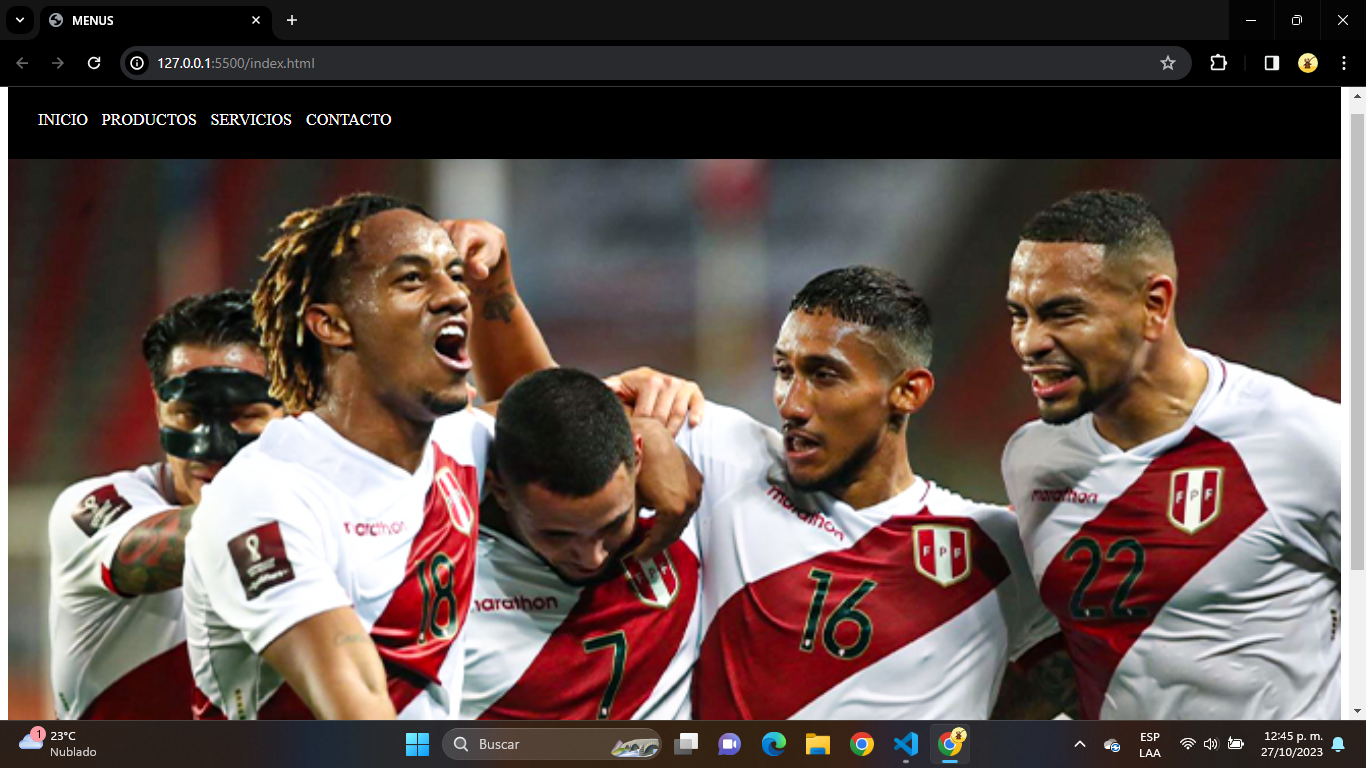 MENUS
127.0.0.1:5500/index.html
INICIO PRODUCTOS SERVICIOS CONTACTO
marathon
marathon
marathon
marathon
FPF
FPF
18
7
16
22
1
23°C
Nublado
Buscar
ESP
LAA
12:45 p. m.
27/10/2023